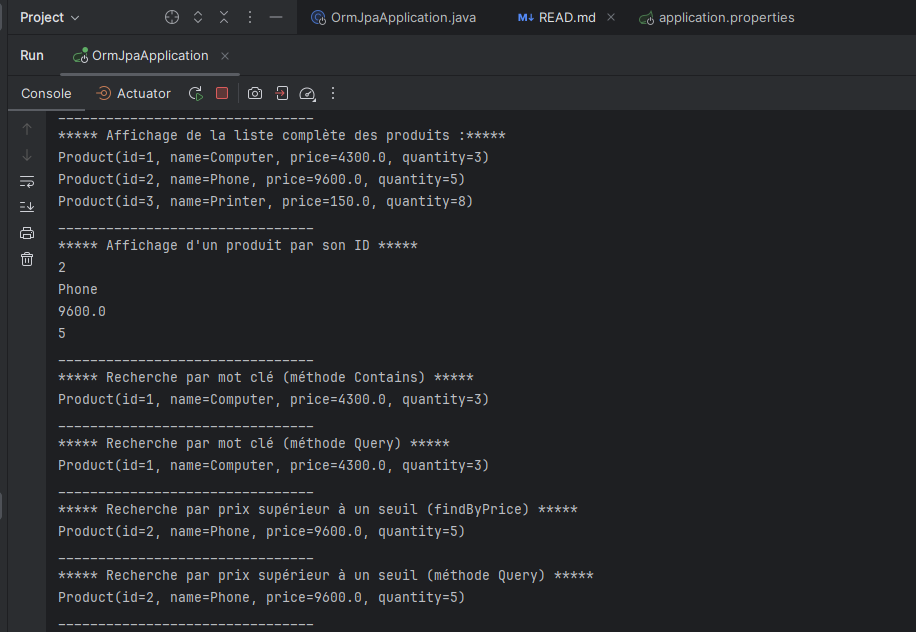 Project
OrmJpaApplication.java
M↓ READ.md
application.properties
Run
OrmJpaApplication
Console
Actuator
--------------------------------
***** Affichage de la liste complète des produits :*****
Product(id=1, name=Computer, price=4300.0, quantity=3)
Product(id=2, name=Phone, price=9600.0, quantity=5)
Product(id=3, name=Printer, price=150.0, quantity=8)
--------------------------------
***** Affichage d'un produit par son ID *****
2
Phone
9600.0
5
--------------------------------
***** Recherche par mot clé (méthode Contains) *****
Product(id=1, name=Computer, price=4300.0, quantity=3)
--------------------------------
***** Recherche par mot clé (méthode Query) *****
Product(id=1, name=Computer, price=4300.0, quantity=3)
--------------------------------
***** Recherche par prix supérieur à un seuil (findByPrice) *****
Product(id=2, name=Phone, price=9600.0, quantity=5)
--------------------------------
***** Recherche par prix supérieur à un seuil (méthode Query) *****
Product(id=2, name=Phone, price=9600.0, quantity=5)
--------------------------------